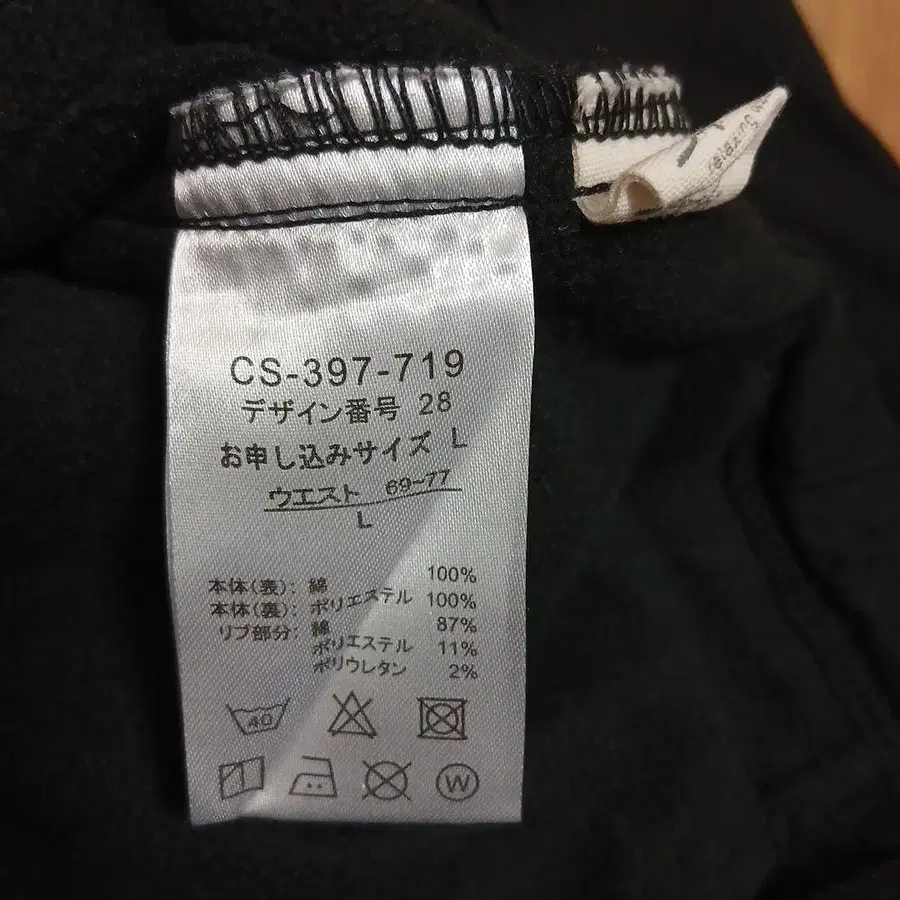 relaxing
CS-397-719
デザイン番号 28
お申し込みサイズ L
ウエスト 69~77
L
本体(表): 綿 100%
本体(裏): ポリエステル 100%
リブ部分: 綿 87%
ポリエステル 11%
ポリウレタン 2%
40
W